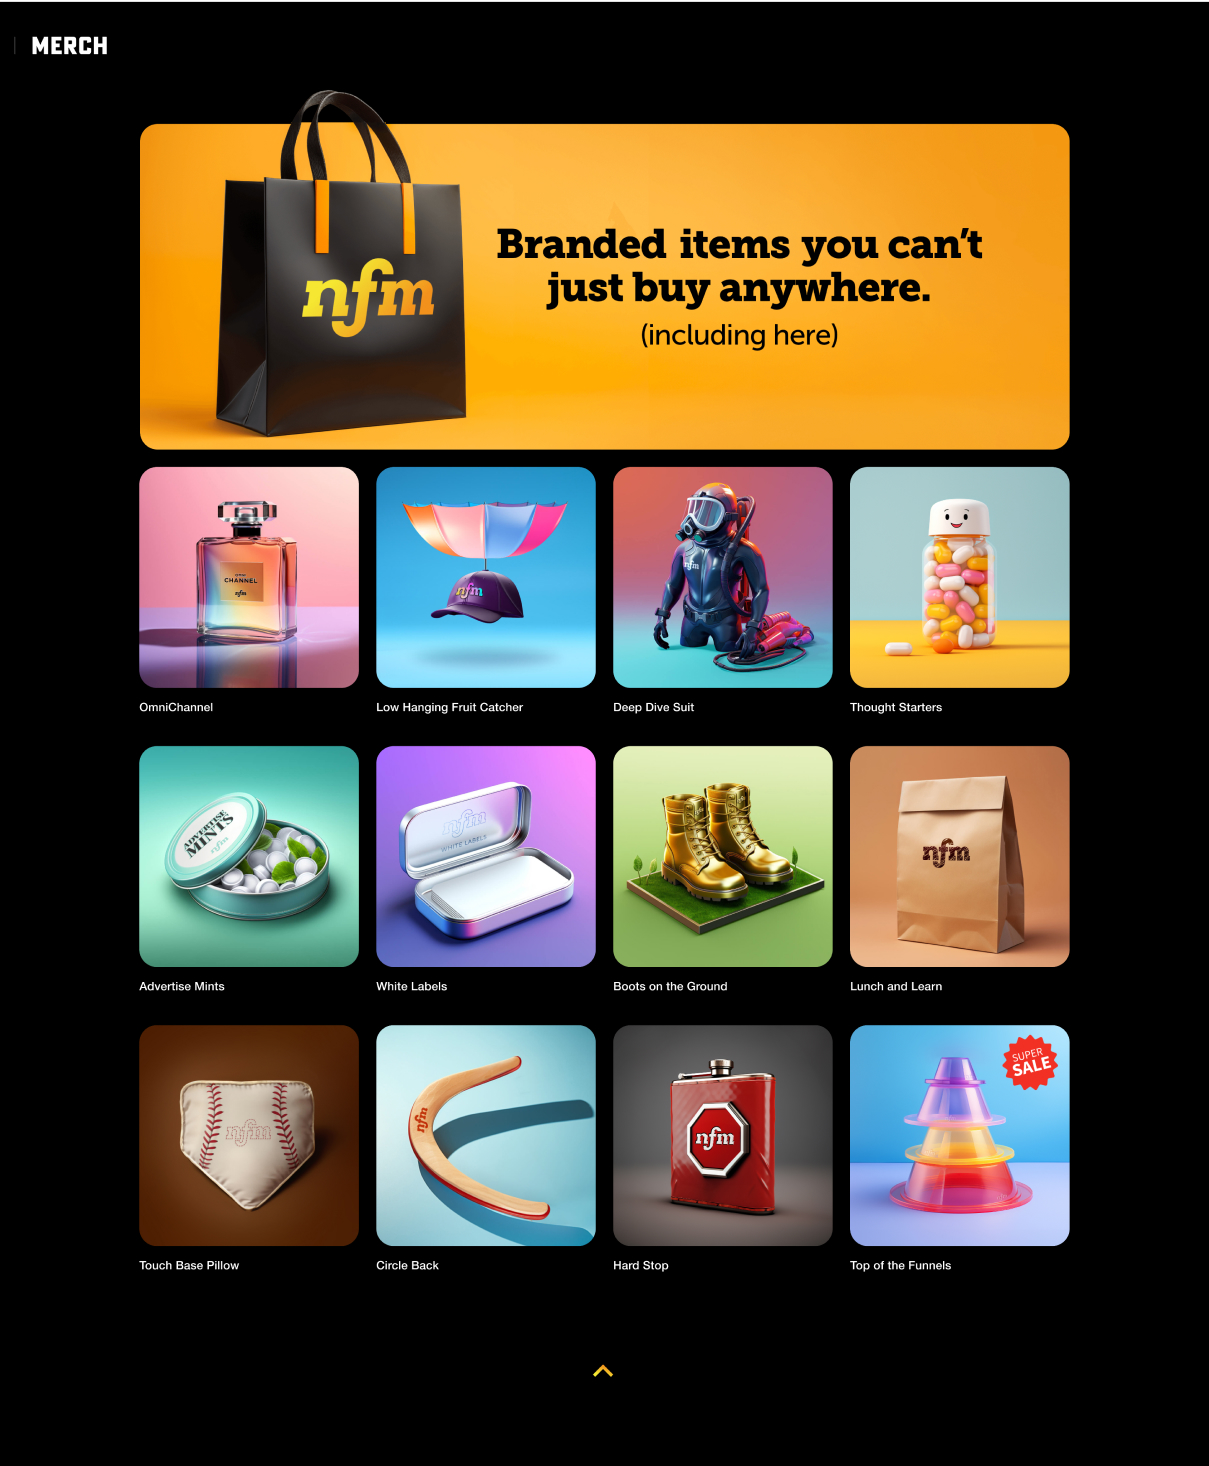 MERCH
nfm
Branded items you can't
just buy anywhere.
(including here)
CHANNEL
nfm
nfm
nfm
OmniChannel
Low Hanging Fruit Catcher
Deep Dive Suit
Thought Starters
ADVERTISE
MINTS
nfm
nfm
WHITE LABELS
nfm
Advertise Mints
White Labels
Boots on the Ground
Lunch and Learn
nfm
nfm
nfm
SUPER
SALE
Touch Base Pillow
Circle Back
Hard Stop
Top of the Funnels